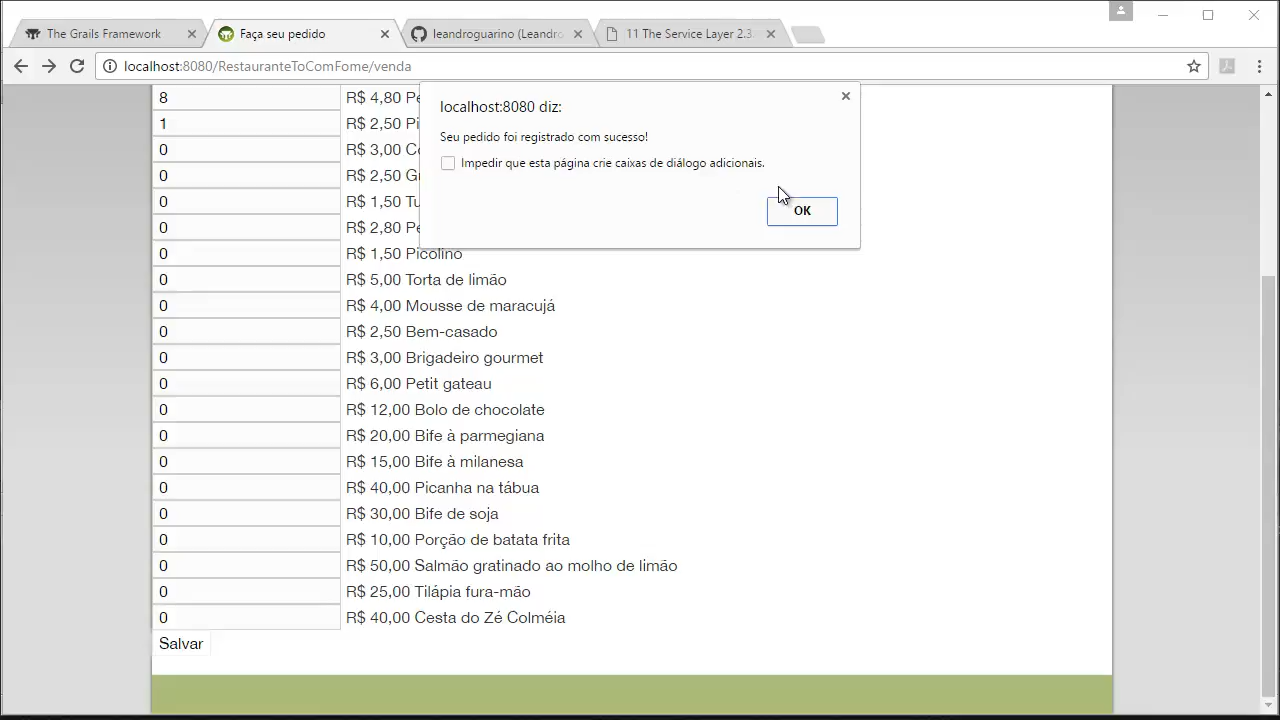 The Grails Framework
Faça seu pedido
leandroguarino (Leandro
11 The Service Layer 2.3.
localhost:8080/RestauranteToComFome/venda
localhost:8080 diz:
Seu pedido foi registrado com sucesso!
Impedir que esta página crie caixas de diálogo adicionais.
OK
8 R$ 4,80
1 R$ 2,50
0 R$ 3,00
0 R$ 2,50
0 R$ 1,50
0 R$ 2,80
0 R$ 1,50 Picolino
0 R$ 5,00 Torta de limão
0 R$ 4,00 Mousse de maracujá
0 R$ 2,50 Bem-casado
0 R$ 3,00 Brigadeiro gourmet
0 R$ 6,00 Petit gateau
0 R$ 12,00 Bolo de chocolate
0 R$ 20,00 Bife à parmegiana
0 R$ 15,00 Bife à milanesa
0 R$ 40,00 Picanha na tábua
0 R$ 30,00 Bife de soja
0 R$ 10,00 Porção de batata frita
0 R$ 50,00 Salmão gratinado ao molho de limão
0 R$ 25,00 Tilápia fura-mão
0 R$ 40,00 Cesta do Zé Colméia
Salvar